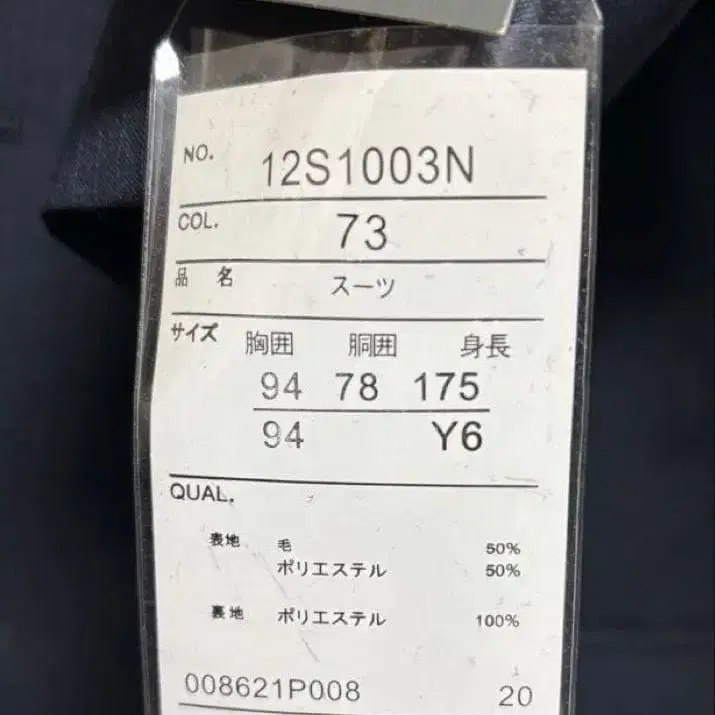 NO. 12S1003N
COL. 73
品 名 スーツ
サイズ 胸囲 胴囲 身長
94 78 175
94 Y6
QUAL.
表地 毛 50%
ポリエステル 50%
裏地 ポリエステル 100%
008621P008 20